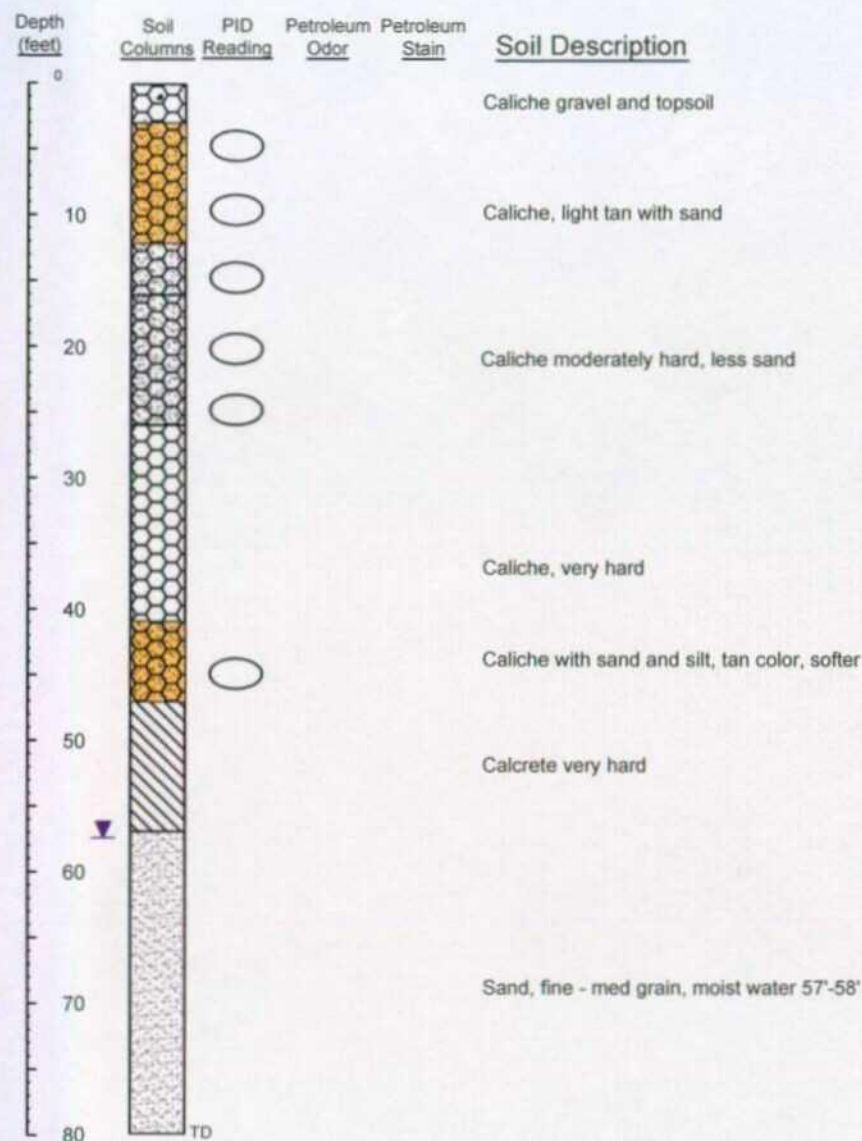 Depth (feet)
Soil Columns
PID Reading
Petroleum Odor
Petroleum Stain
Soil Description
0
Caliche gravel and topsoil
10
Caliche, light tan with sand
20
Caliche moderately hard, less sand
30
Caliche, very hard
40
Caliche with sand and silt, tan color, softer
50
Calcrete very hard
60
Sand, fine - med grain, moist water 57'-58'
70
80
TD